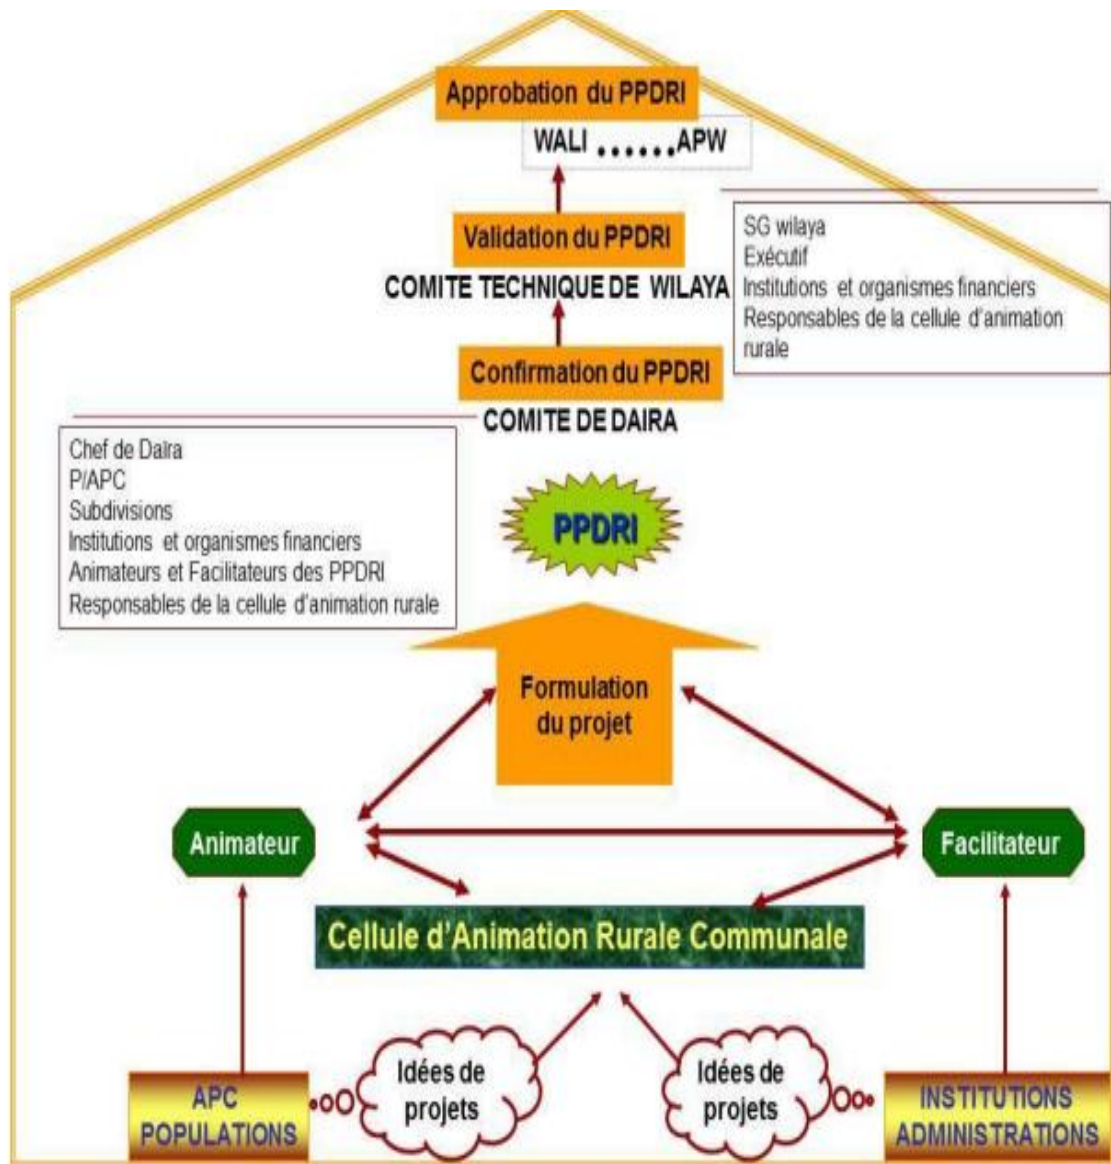 Approbation du PPDRI
WALI ......APW
Validation du PPDRI
COMITE TECHNIQUE DE WILAYA
SG wilaya
Exécutif
Institutions et organismes financiers
Responsables de la cellule d'animation
rurale
Confirmation du PPDRI
COMITE DE DAIRA
Chef de Daïra
P/APC
Subdivisions
Institutions et organismes financiers
Animateurs et Facilitateurs des PPDRI
Responsables de la cellule d'animation rurale
PPDRI
Formulation
du projet
Animateur
Facilitateur
Cellule d'Animation Rurale Communale
Idées de
projets
Idées de
projets
APC
POPULATIONS
INSTITUTIONS
ADMINISTRATIONS